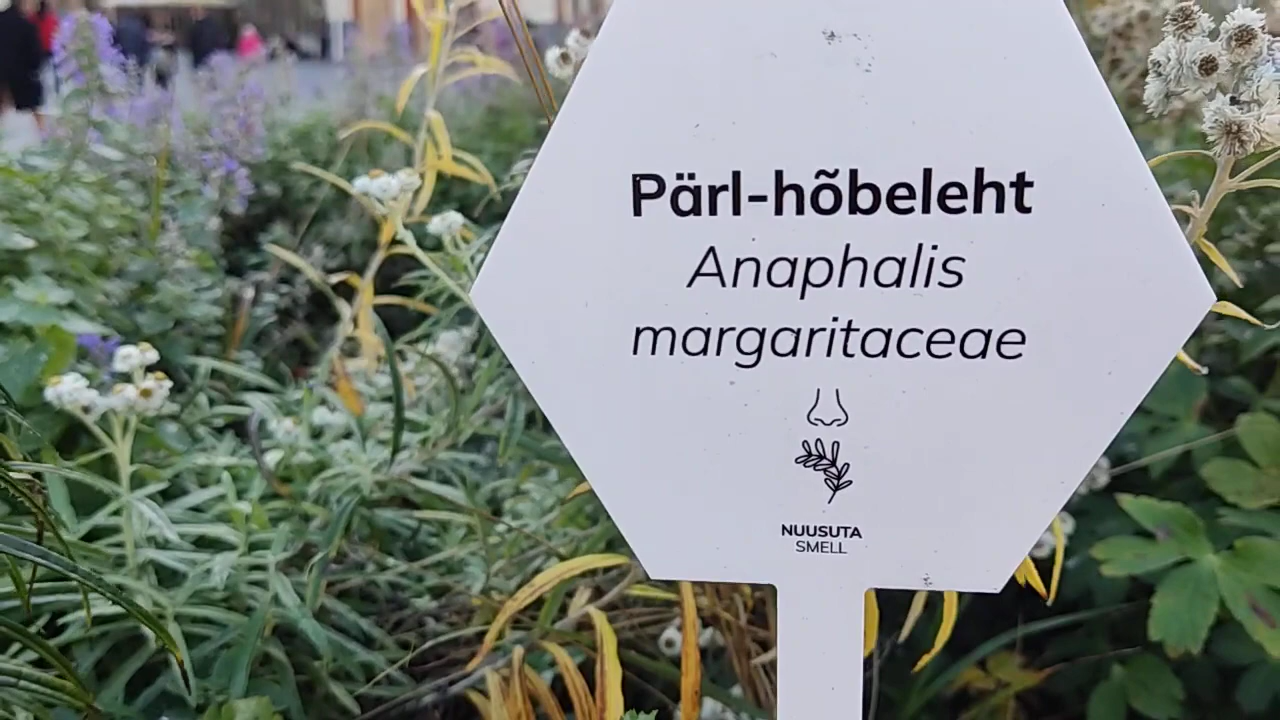 Pärl-hõbeleht
Anaphalis
margaritaceae
NUUSUTA
SMELL